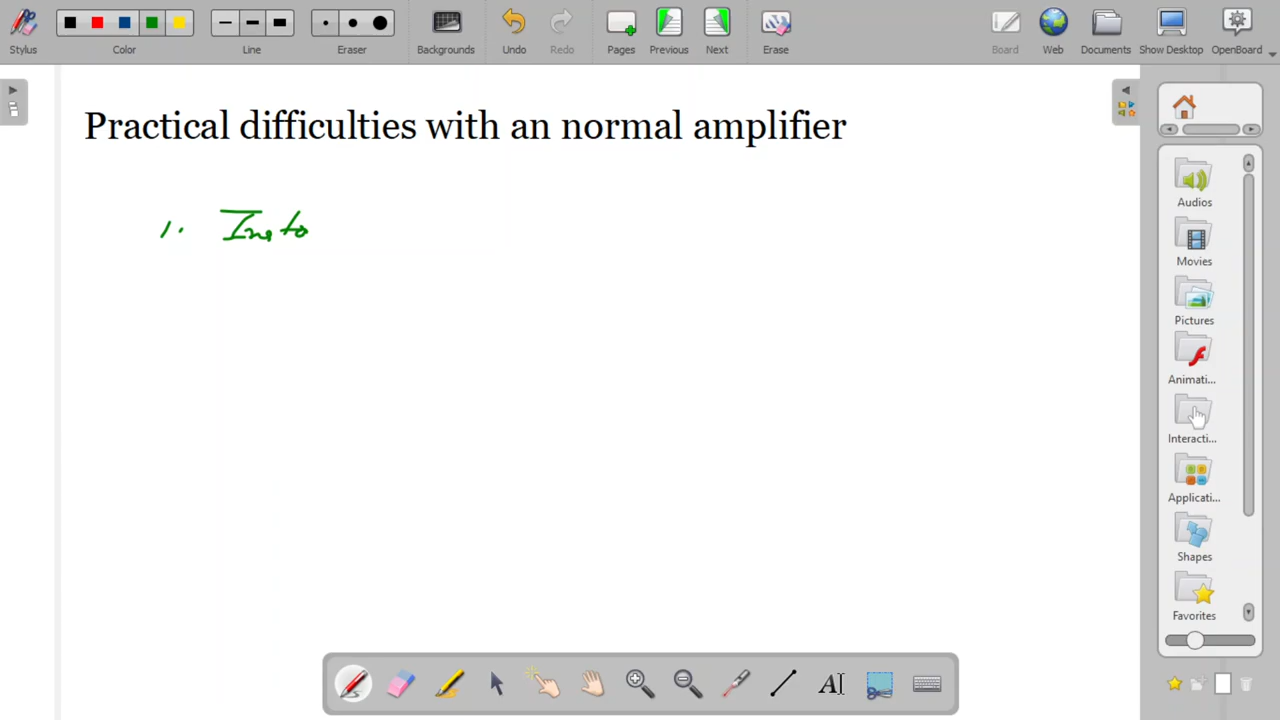 Stylus
Color
Line
Eraser
Backgrounds
Undo
Redo
Pages
Previous
Next
Erase
Board
Web
Documents
Show Desktop
OpenBoard
Practical difficulties with an normal amplifier
1. Insta
Audios
Movies
Pictures
Animati...
Interacti...
Applicati...
Shapes
Favorites